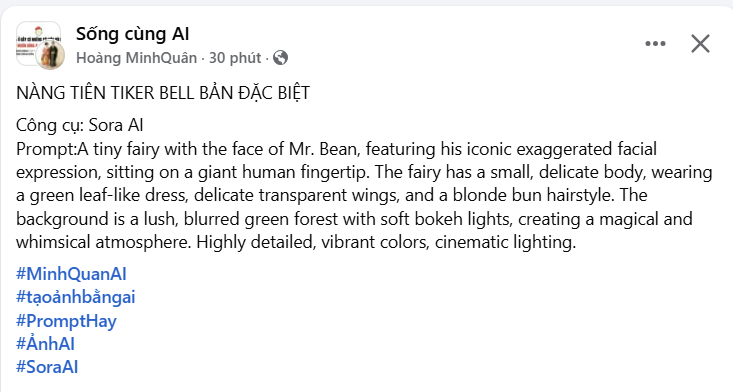 Sống cùng AI
Hoàng MinhQuân · 30 phút ·
NÀNG TIÊN TIKER BELL BẢN ĐẶC BIỆT
Công cụ: Sora AI
Prompt:A tiny fairy with the face of Mr. Bean, featuring his iconic exaggerated facial
expression, sitting on a giant human fingertip. The fairy has a small, delicate body, wearing
a green leaf-like dress, delicate transparent wings, and a blonde bun hairstyle. The
background is a lush, blurred green forest with soft bokeh lights, creating a magical and
whimsical atmosphere. Highly detailed, vibrant colors, cinematic lighting.
#MinhQuanAI
#tạoảnhbằngai
#PromptHay
#ẢnhAI
#SoraAI